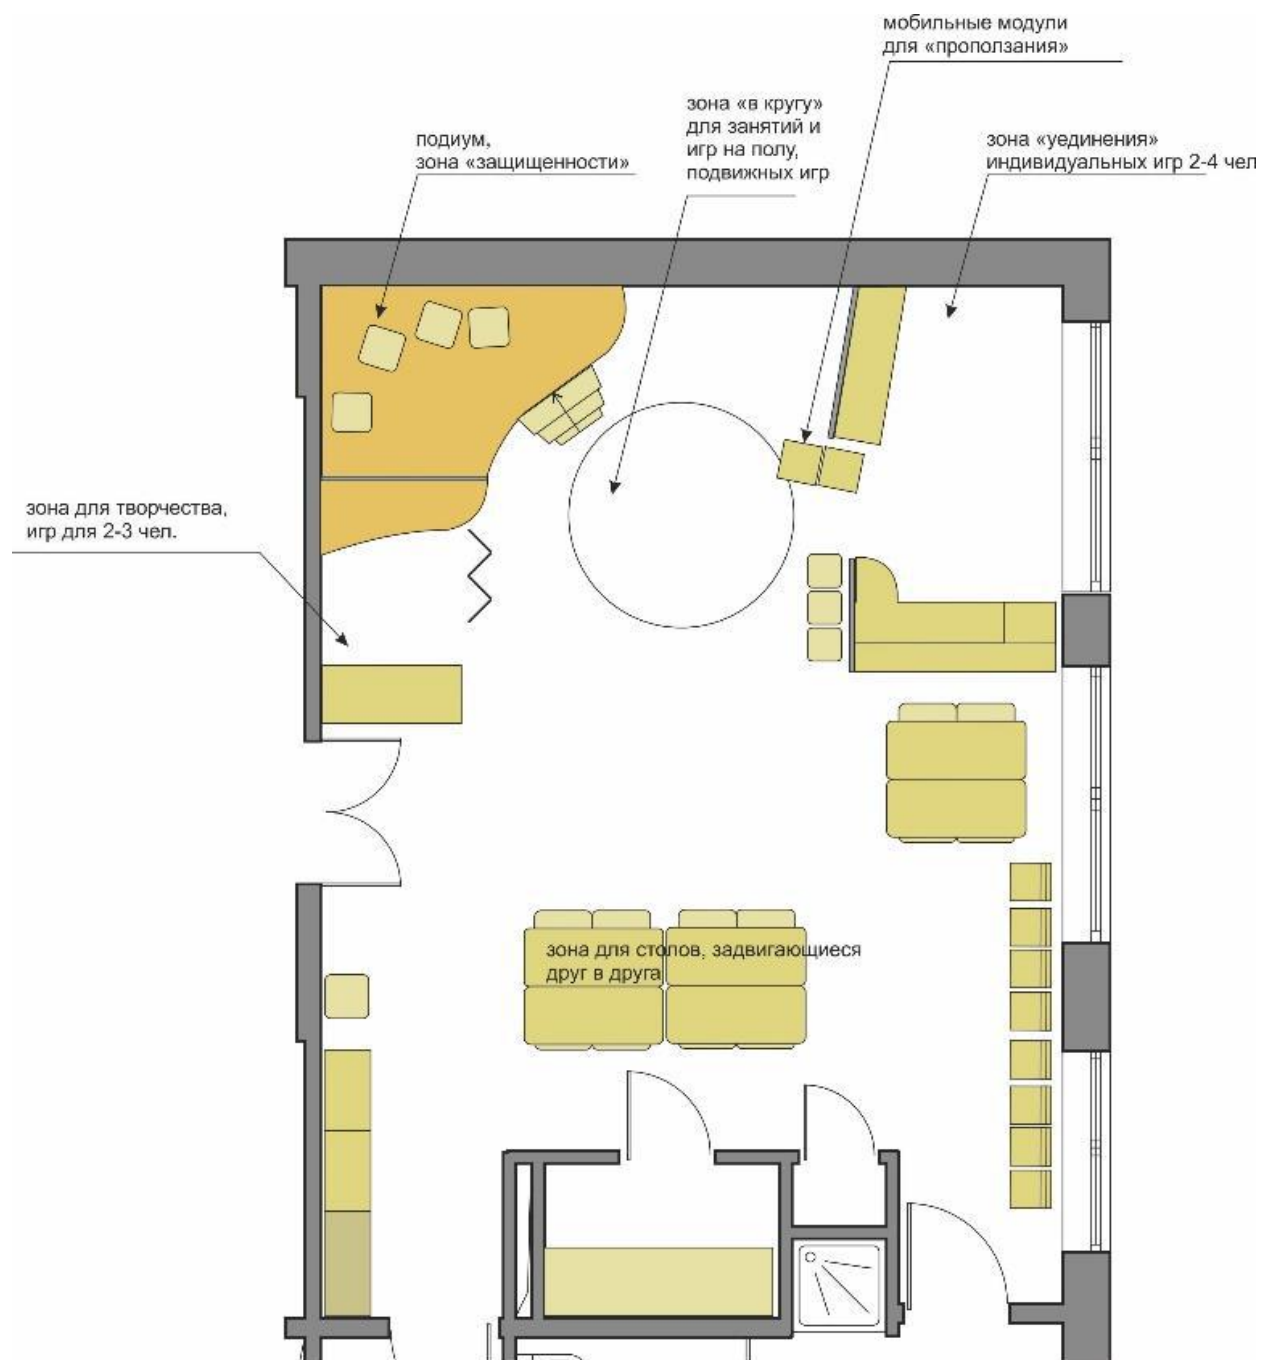 мобильные модули
для «проползания»
зона «в кругу»
для занятий и
игр на полу,
подвижных игр
подиум,
зона «защищенности»
зона «уединения»
индивидуальных игр 2-4 чел
зона для творчества,
игр для 2-3 чел.
зона для столов, задвигающиеся
друг в друга